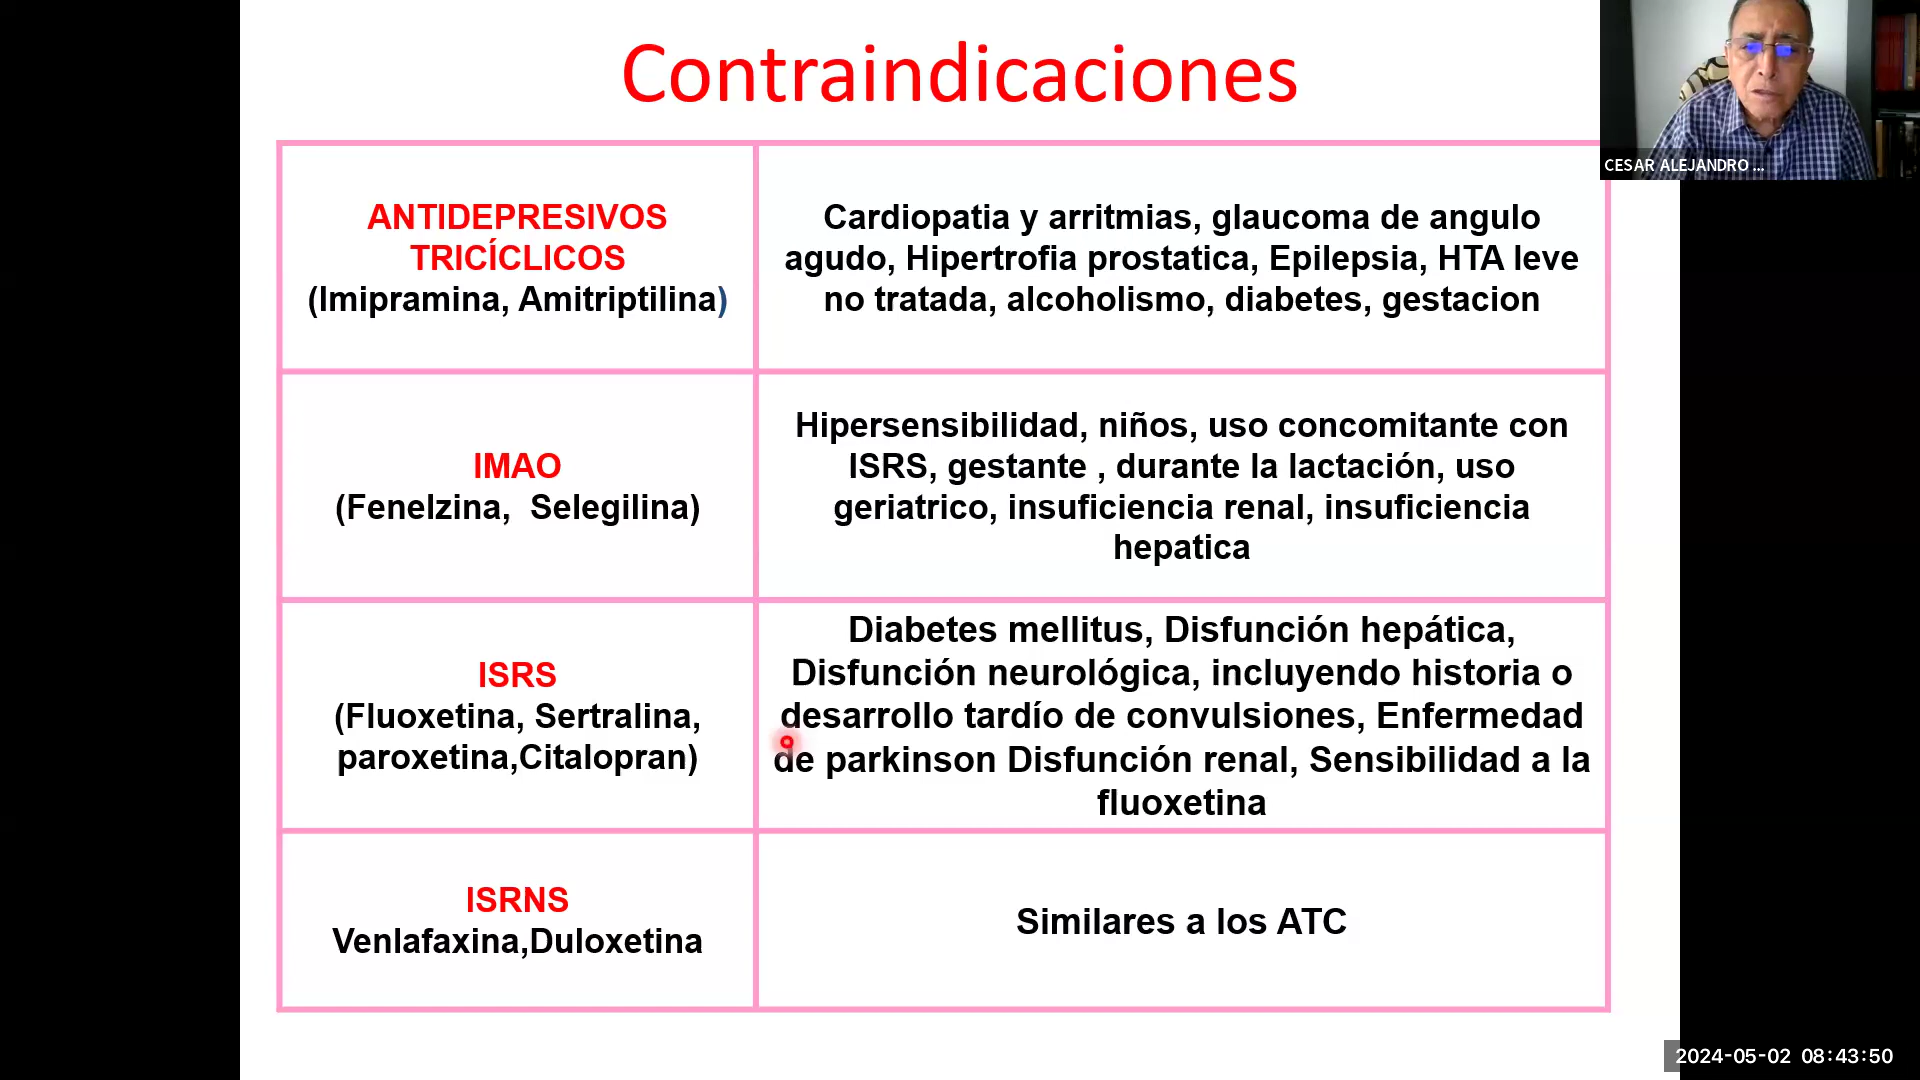 Contraindicaciones
CESAR ALEJANDRO ...
ANTIDEPRESIVOS
TRICÍCLICOS
(Imipramina, Amitriptilina)
Cardiopatia y arritmias, glaucoma de angulo
agudo, Hipertrofia prostatica, Epilepsia, HTA leve
no tratada, alcoholismo, diabetes, gestacion
IMAO
(Fenelzina, Selegilina)
Hipersensibilidad, niños, uso concomitante con
ISRS, gestante , durante la lactación, uso
geriatrico, insuficiencia renal, insuficiencia
hepatica
ISRS
(Fluoxetina, Sertralina,
paroxetina,Citalopran)
Diabetes mellitus, Disfunción hepática,
Disfunción neurológica, incluyendo historia o
desarrollo tardío de convulsiones, Enfermedad
de parkinson Disfunción renal, Sensibilidad a la
fluoxetina
ISRNS
Venlafaxina,Duloxetina
Similares a los ATC
2024-05-02 08:43:50